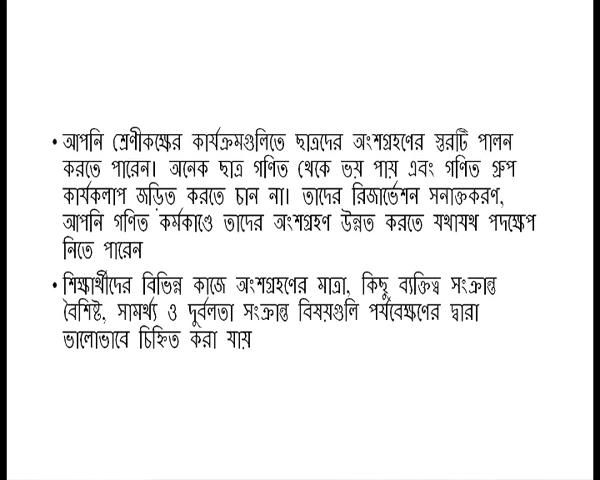 • আপনি শ্রেণীকক্ষের কার্যক্রমগুলিতে ছাত্রদের অংশগ্রহণের স্তরটি পালন
করতে পারেন। অনেক ছাত্র গণিত থেকে ভয় পায় এবং গণিত গ্রুপ
কার্যকলাপ জড়িত করতে চান না। তাদের রিজার্ভেশন সনাক্তকরণ,
আপনি গণিত কর্মকাণ্ডে তাদের অংশগ্রহণ উন্নত করতে যথাযথ পদক্ষেপ
নিতে পারেন
• শিক্ষার্থীদের বিভিন্ন কাজে অংশগ্রহণের মাত্রা, কিছু ব্যক্তিত্ব সংক্রান্ত
বৈশিষ্ট, সামর্থ্য ও দুর্বলতা সংক্রান্ত বিষয়গুলি পর্যবেক্ষণের দ্বারা
ভালোভাবে চিহ্নিত করা যায়